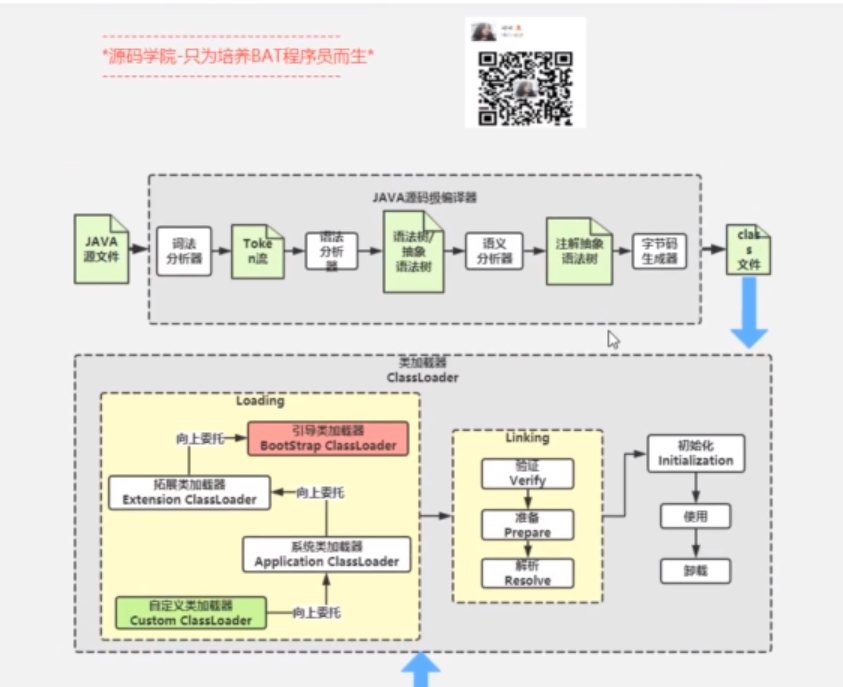 *源码学院-只为培养BAT程序员而生*
JAVA源码级编译器
JAVA
源文件
词法
分析器
Toke
n流
语法
分析
器
语法树/
抽象
语法树
语义
分析器
注解抽象
语法树
字节码
生成器
clas
s
文件
类加载器
ClassLoader
Loading
引导类加载器
BootStrap ClassLoader
向上委托
拓展类加载器
Extension ClassLoader
向上委托
系统类加载器
Application ClassLoader
自定义类加载器
Custom ClassLoader
向上委托
Linking
验证
Verify
准备
Prepare
解析
Resolve
初始化
Initialization
使用
卸载